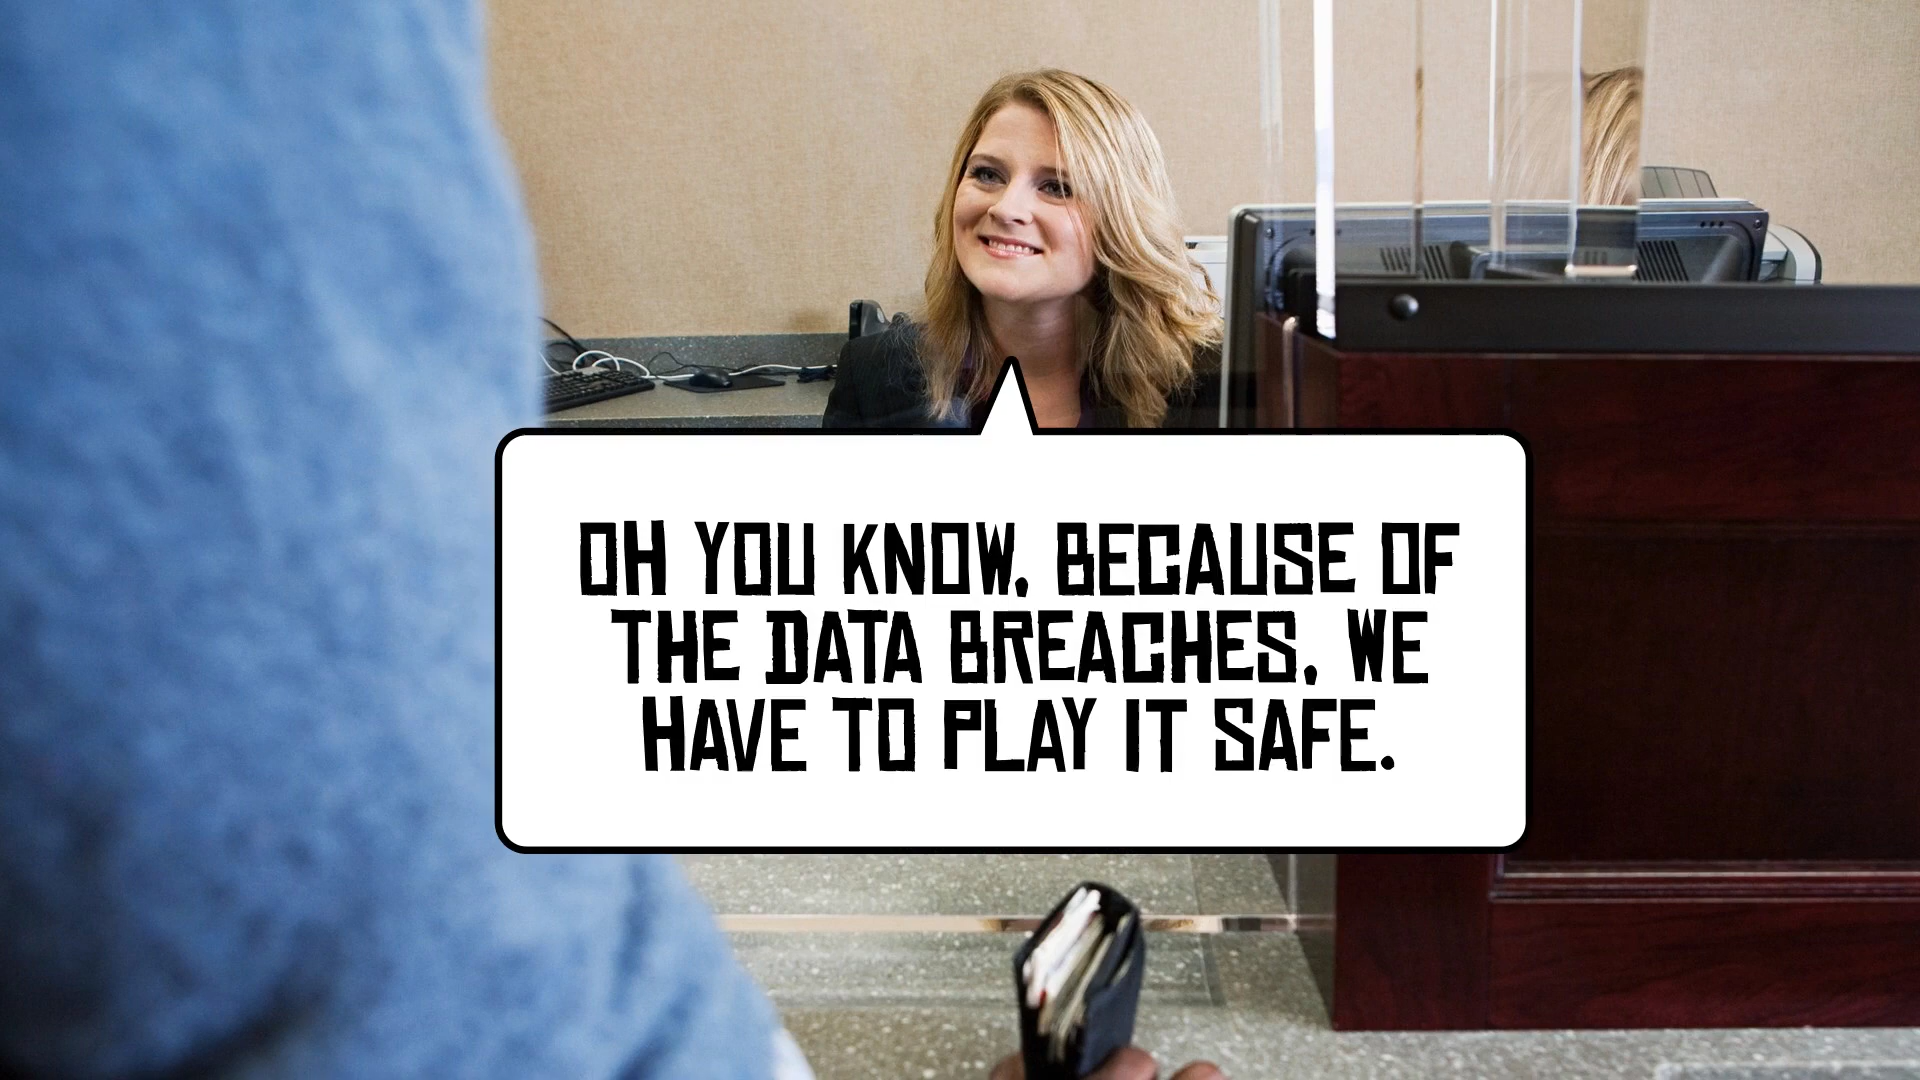 OH YOU KNOW, BECAUSE OF
THE DATA BREACHES, WE
HAVE TO PLAY IT SAFE.